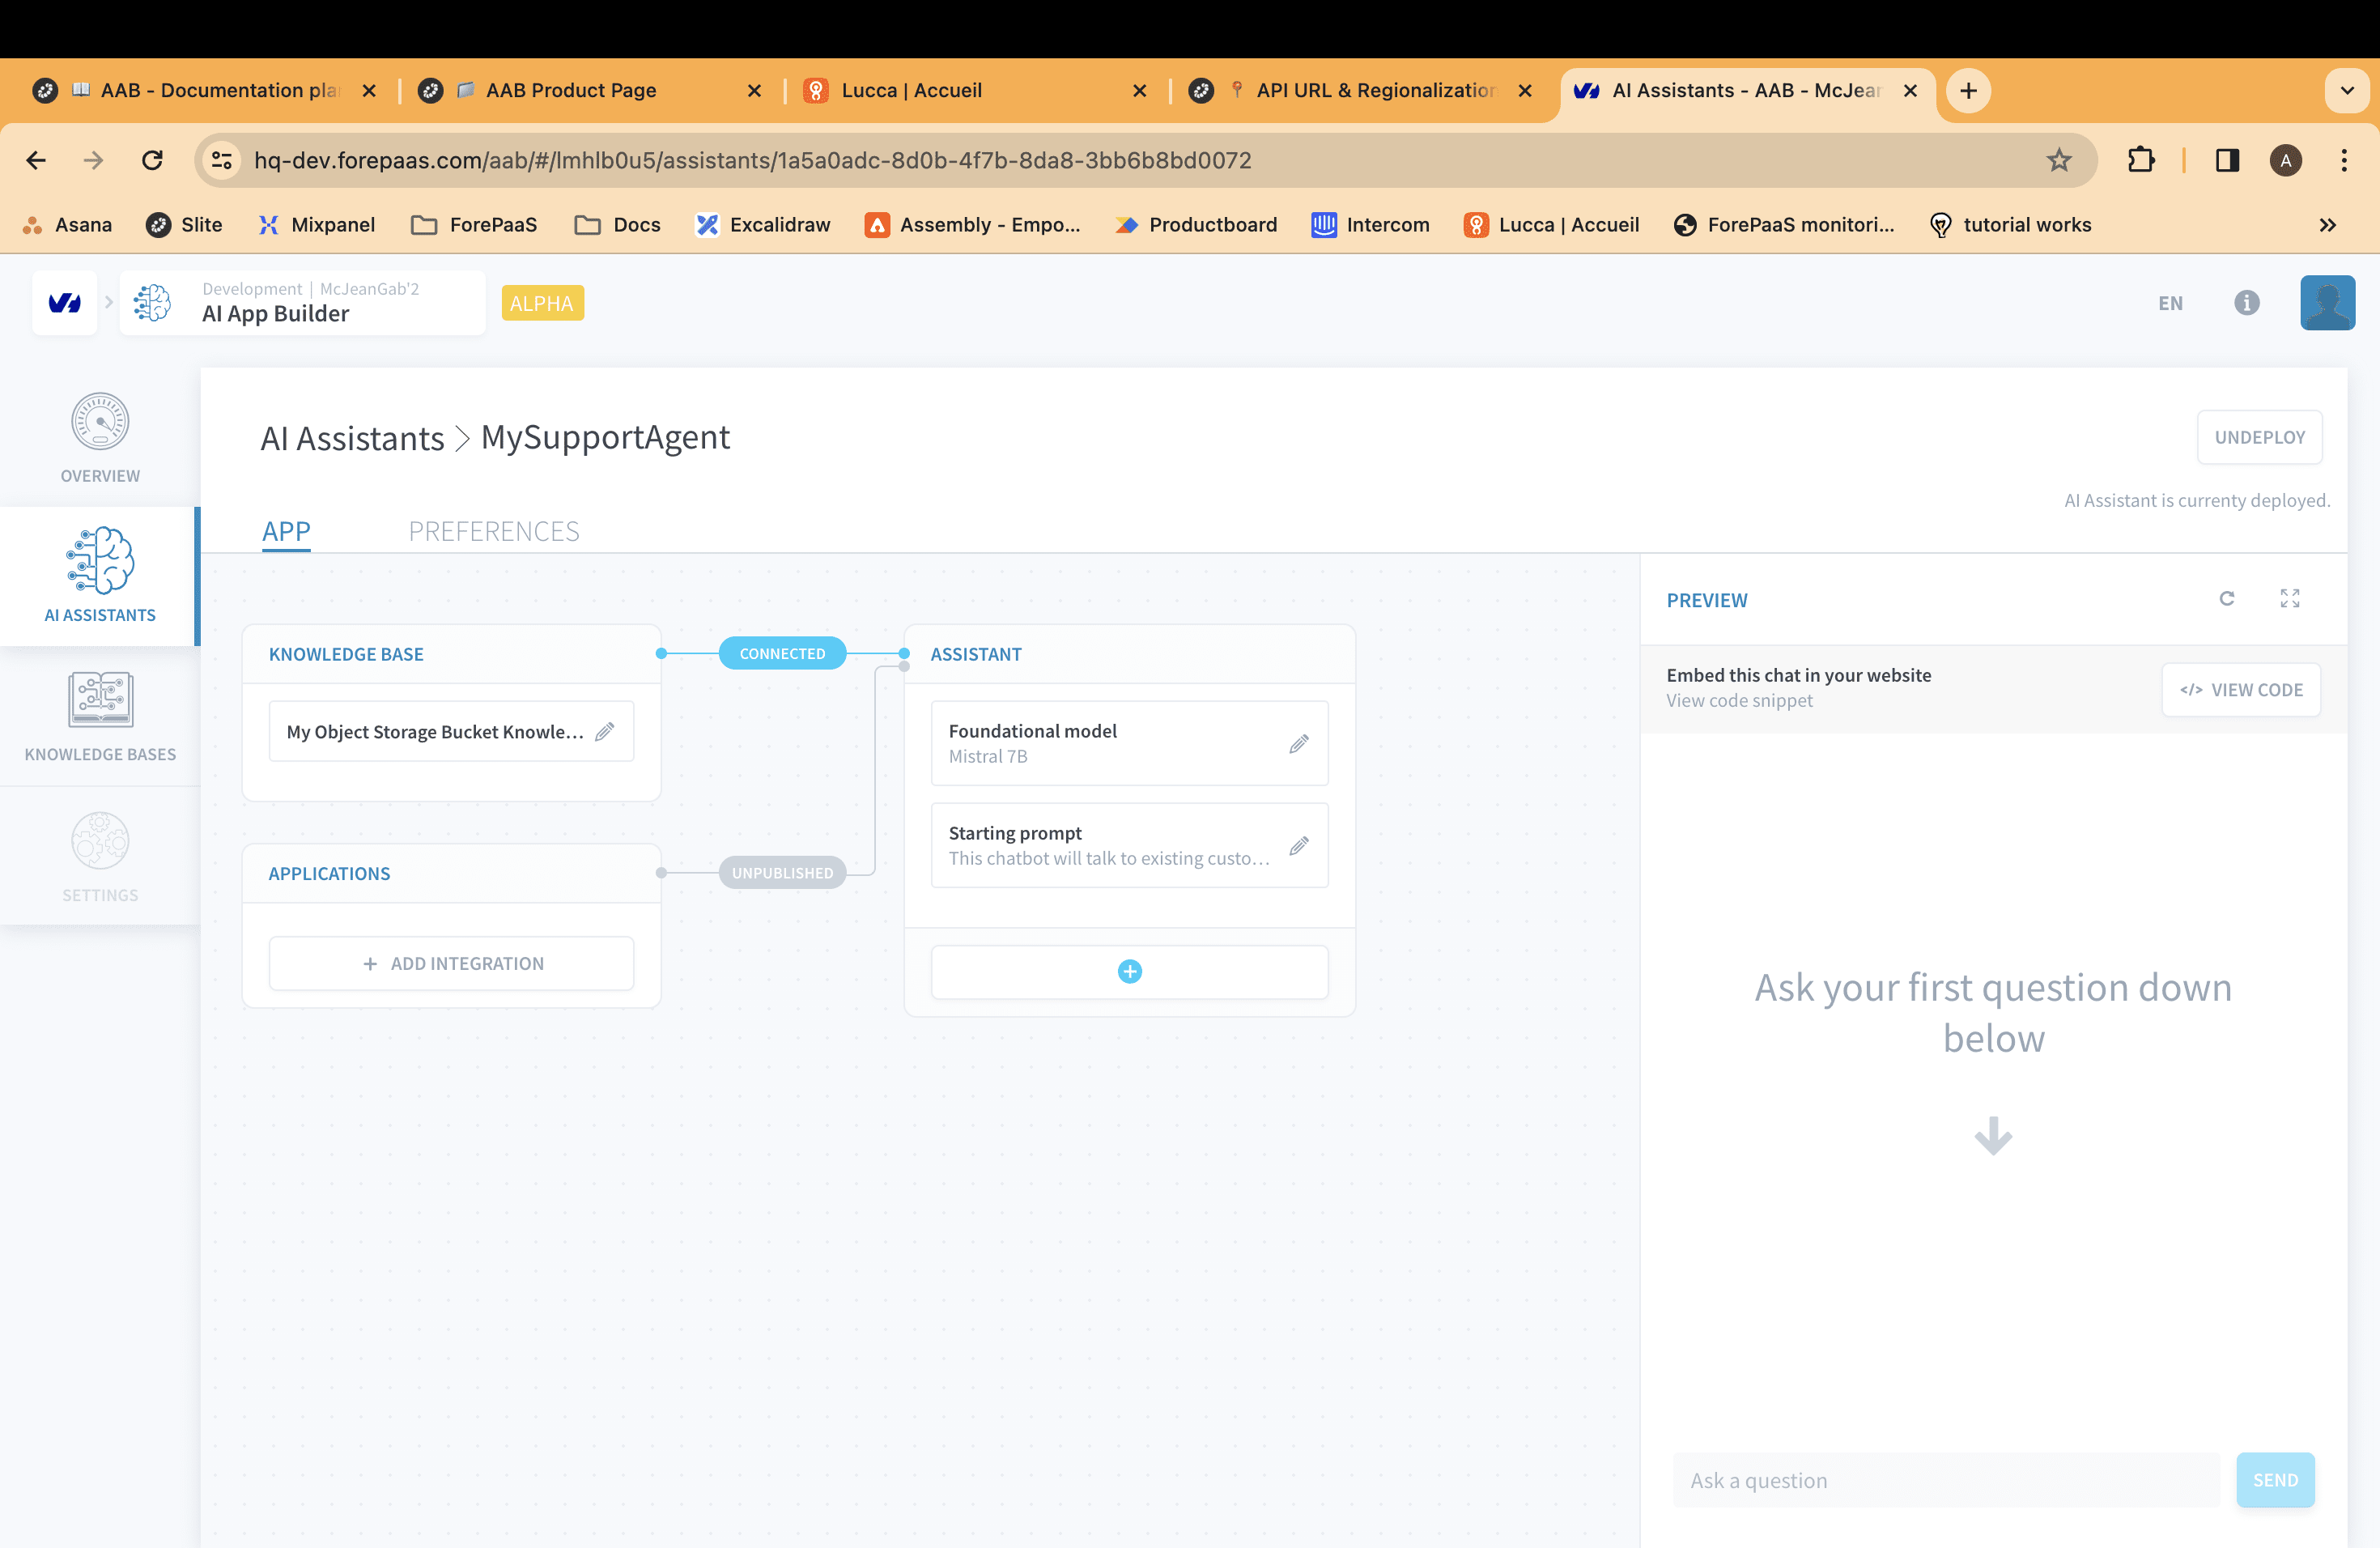 AAB - Documentation pla
AAB Product Page
Lucca | Accueil
API URL & Regionalization
AI Assistants - AAB - McJean
hq-dev.forepaas.com/aab/#/lmhlb0u5/assistants/1a5a0adc-8d0b-4f7b-8da8-3bb6b8bd0072
A
Asana
Slite
Mixpanel
ForePaaS
Docs
Excalidraw
Assembly - Empo...
Productboard
Intercom
Lucca | Accueil
ForePaaS monitori...
tutorial works
Development | McJeanGab'2
AI App Builder
ALPHA
EN
OVERVIEW
AI ASSISTANTS
KNOWLEDGE BASES
SETTINGS
AI Assistants > MySupportAgent
UNDEPLOY
AI Assistant is currenty deployed.
APP
PREFERENCES
KNOWLEDGE BASE
My Object Storage Bucket Knowle...
CONNECTED
APPLICATIONS
+ ADD INTEGRATION
UNPUBLISHED
ASSISTANT
Foundational model
Mistral 7B
Starting prompt
This chatbot will talk to existing custo...
PREVIEW
Embed this chat in your website
View code snippet
</> VIEW CODE
Ask your first question down
below
Ask a question
SEND